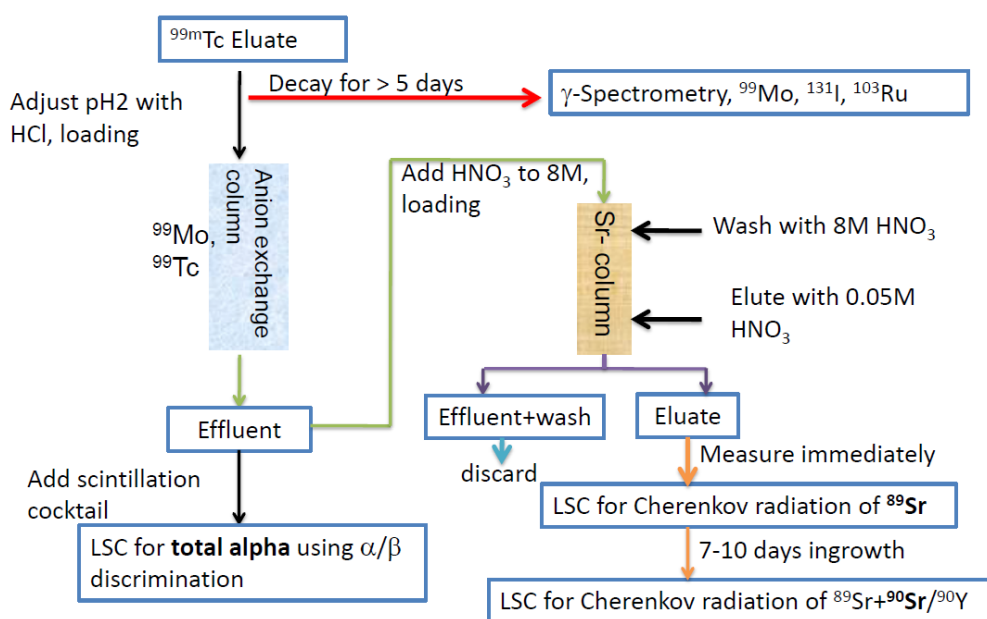 ⁹⁹ᵐTc Eluate
Decay for > 5 days
γ-Spectrometry, ⁹⁹Mo, ¹³¹I, ¹⁰³Ru
Adjust pH2 with
HCl, loading
Anion exchange
column
⁹⁹Mo,
⁹⁹Tc
Add HNO₃ to 8M,
loading
Sr- column
Wash with 8M HNO₃
Elute with 0.05M
HNO₃
Effluent
Effluent+wash
Eluate
discard
Measure immediately
Add scintillation
cocktail
LSC for Cherenkov radiation of ⁸⁹Sr
LSC for total alpha using α/β
discrimination
7-10 days ingrowth
LSC for Cherenkov radiation of ⁸⁹Sr+⁹⁰Sr/⁹⁰Y